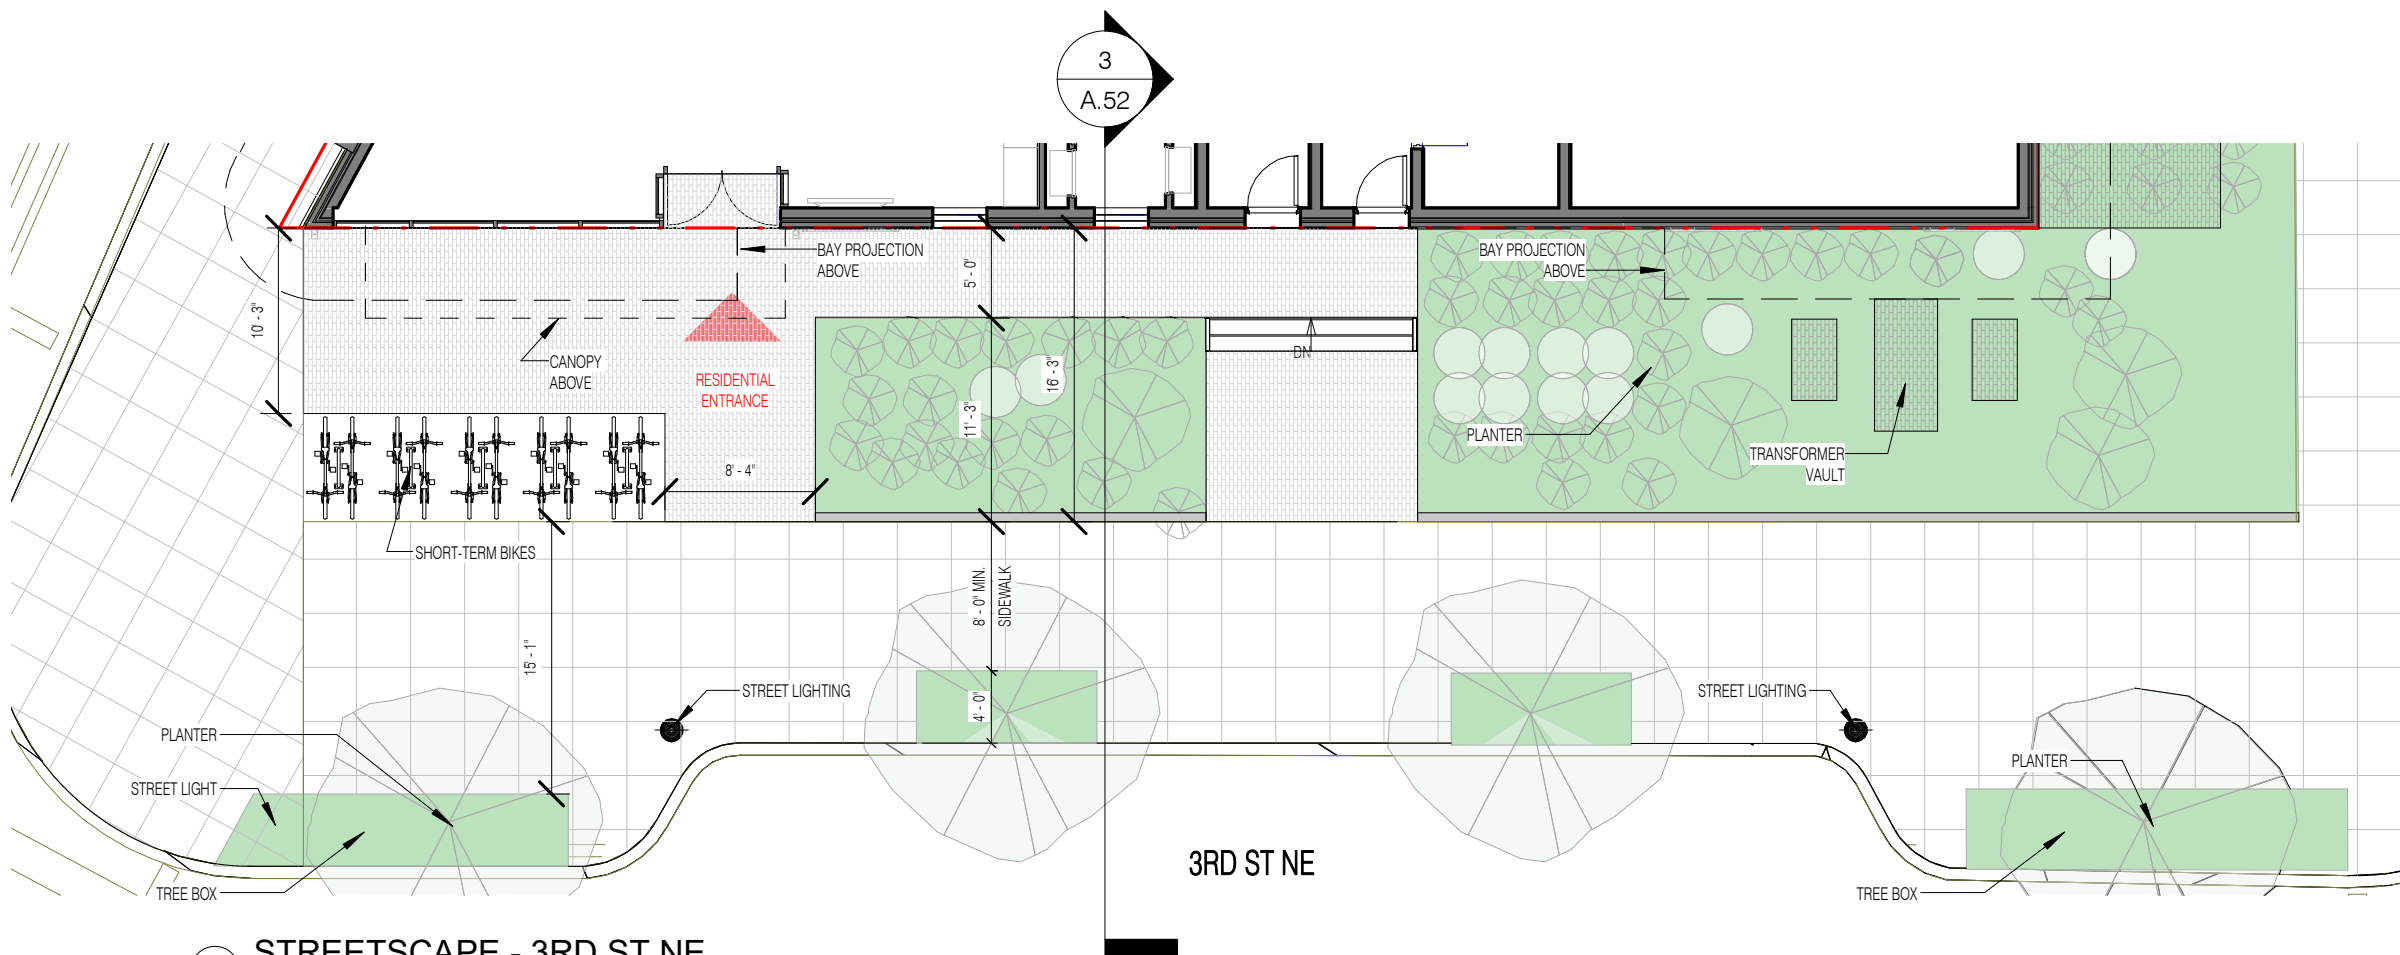 3
A.52
BAY PROJECTION
ABOVE
BAY PROJECTION
ABOVE
5' - 0"
10' - 3"
CANOPY
ABOVE
RESIDENTIAL
ENTRANCE
16' - 3"
11' - 3"
DN
PLANTER
TRANSFORMER
VAULT
8' - 4"
SHORT-TERM BIKES
8' - 0" MIN.
SIDEWALK
15' - 1"
4' - 0"
STREET LIGHTING
STREET LIGHTING
PLANTER
PLANTER
STREET LIGHT
TREE BOX
TREE BOX
3RD ST NE
STREETSCAPE - 3RD ST NE